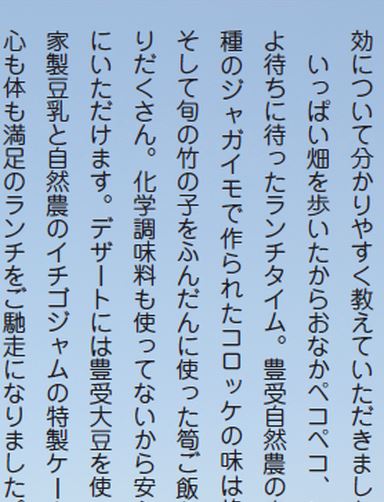 効について分かりやすく教えていただきまし
いっぱい畑を歩いたからおなかペコペコ、
よ待ちに待ったランチタイム。豊受自然農の
種のジャガイモで作られたコロッケの味は
そして旬の竹の子をふんだんに使った筍ご飯
りだくさん。化学調味料も使ってないから安
にいただけます。デザートには豊受大豆を使
家製豆乳と自然農のイチゴジャムの特製ケー
心も体も満足のランチをご馳走になりました。